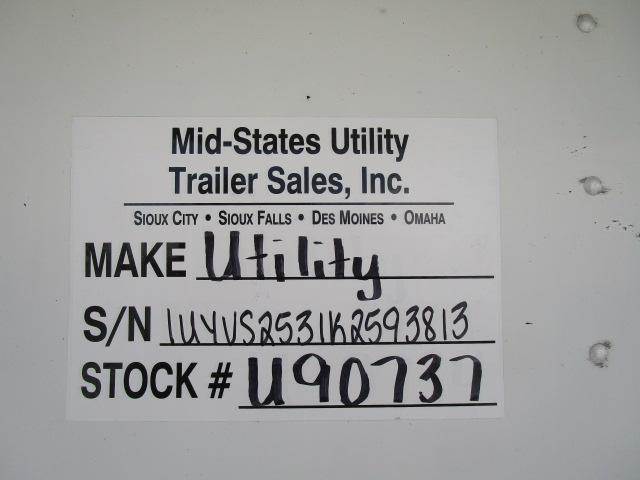 Mid-States Utility
Trailer Sales, Inc.
SIOUX CITY • SIOUX FALLS • DES MOINES • OMAHA
MAKE Utility
S/N 1UYVS2531K2593813
STOCK # U90737